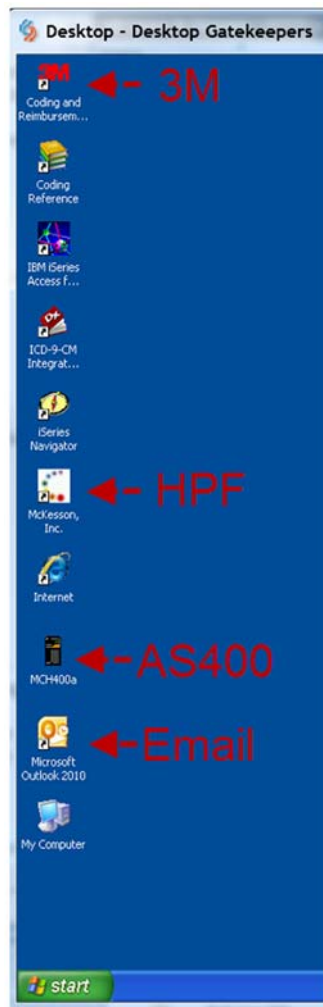 Desktop - Desktop Gatekeepers
3M
Coding and
Reimbursem...
3M
Coding
Reference
IBM iSeries
Access f...
ICD-9-CM
Integrat...
iSeries
Navigator
McKesson,
Inc.
HPF
Internet
MCH400a
AS400
Microsoft
Outlook 2010
Email
My Computer
start